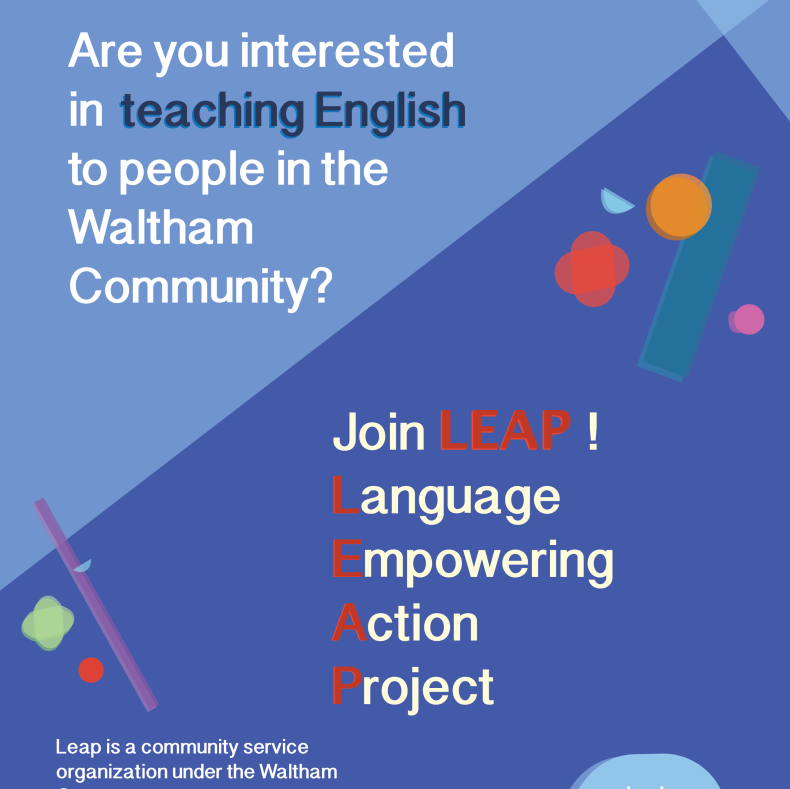 Are you interested
in teaching English
to people in the
Waltham
Community?
Join LEAP !
Language
Empowering
Action
Project
Leap is a community service
organization under the Waltham